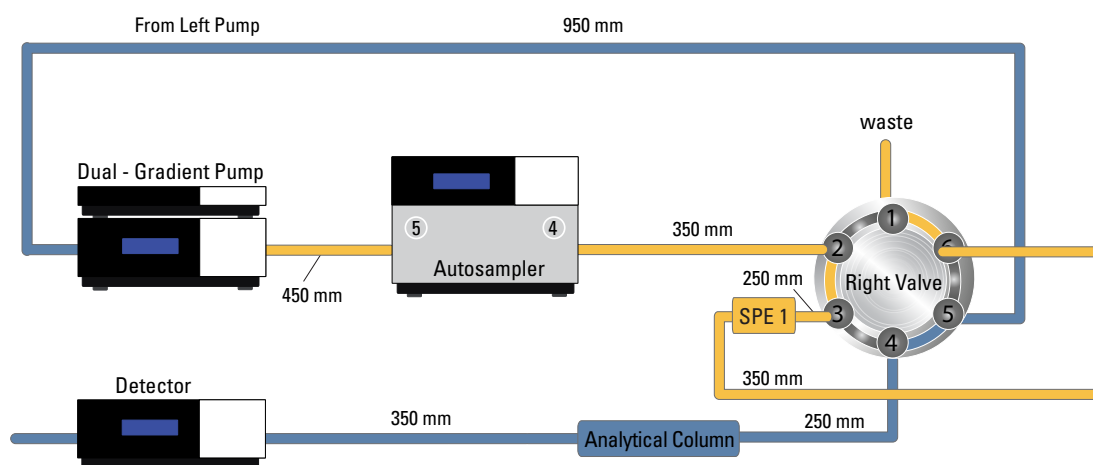 From Left Pump
950 mm
waste
Dual - Gradient Pump
5
4
Autosampler
450 mm
350 mm
1
2
6
Right Valve
250 mm
SPE 1
3
5
4
350 mm
Detector
350 mm
Analytical Column
250 mm